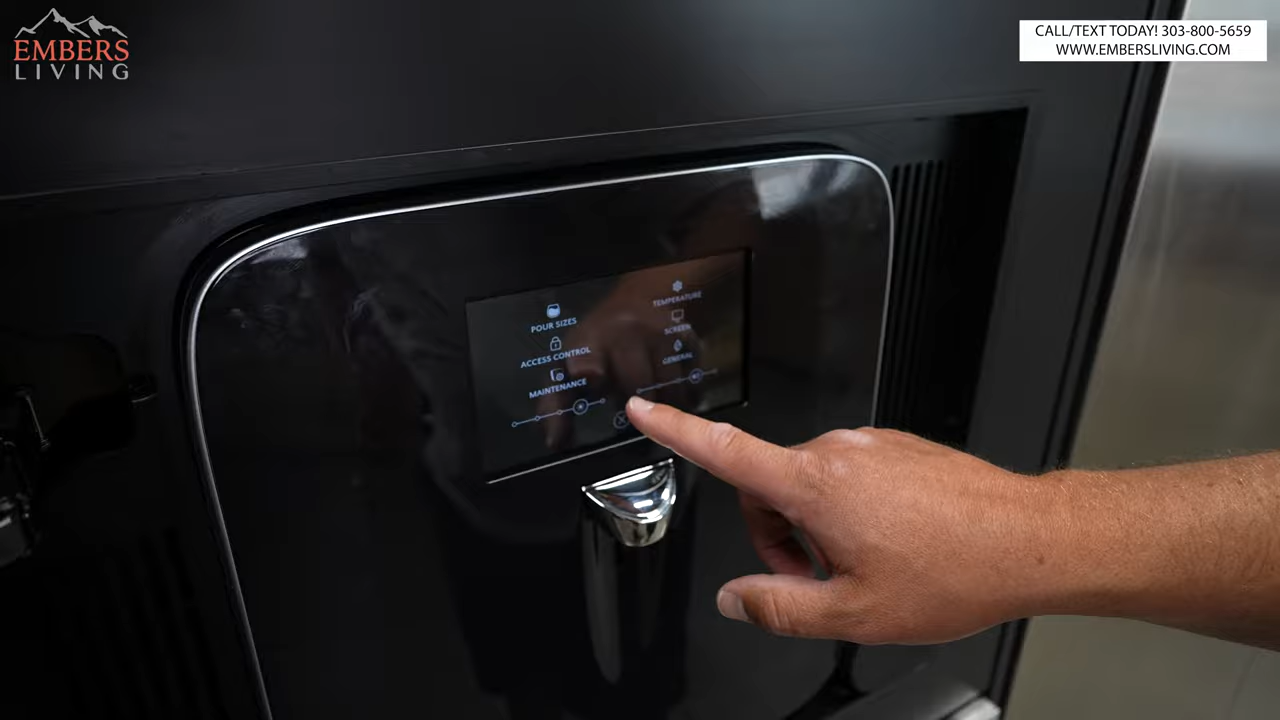 EMBERS
LIVING
CALL/TEXT TODAY! 303-800-5659
WWW.EMBERSLIVING.COM
POUR SIZES
TEMPERATURE
ACCESS CONTROL
SCREEN
MAINTENANCE
GENERAL